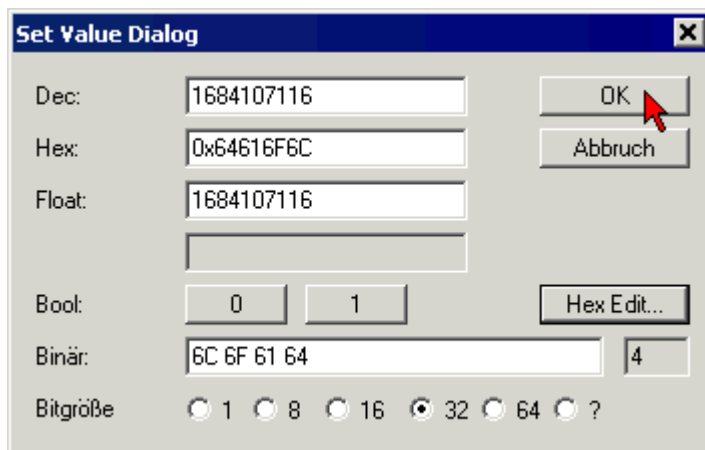 Set Value Dialog
Dec: 1684107116 OK
Hex: 0x64616F6C Abbruch
Float: 1684107116
Bool: 0 1 Hex Edit...
Binär: 6C 6F 61 64 4
Bitgröße 1 8 16 32 64 ?